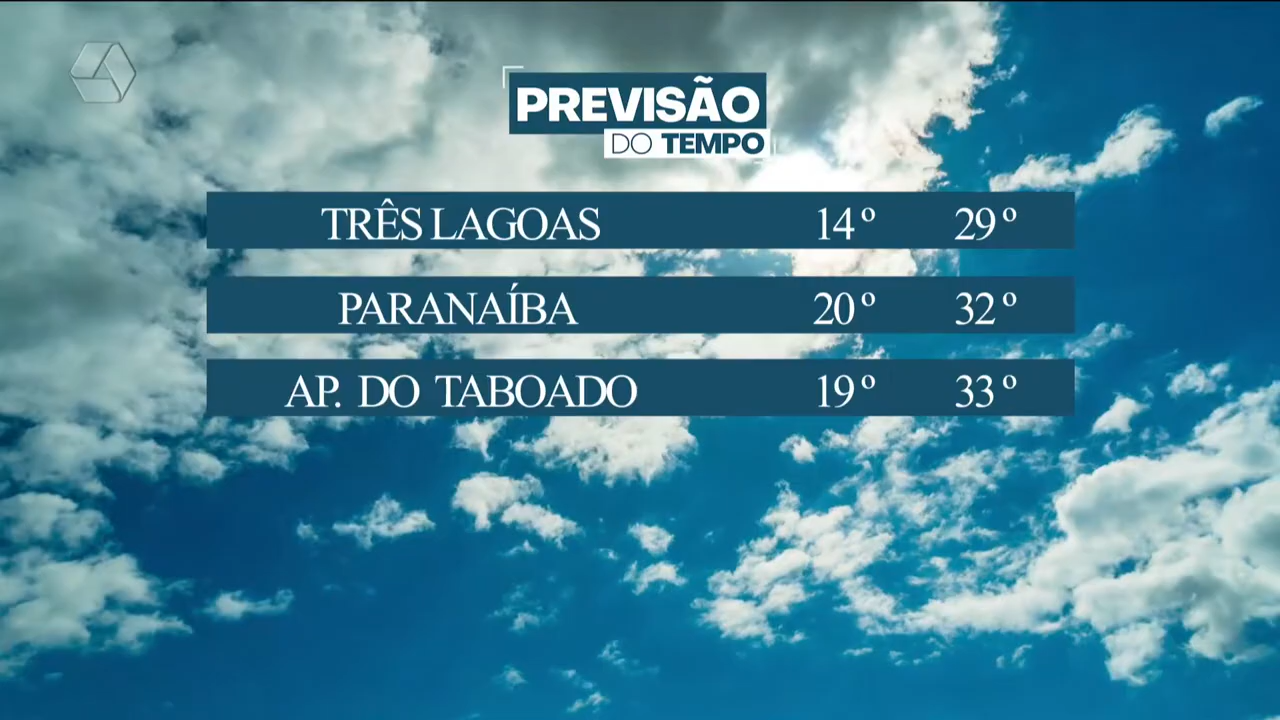 PREVISÃO
DO TEMPO
TRÊS LAGOAS 14º 29º
PARANAÍBA 20º 32º
AP. DO TABOADO 19º 33º